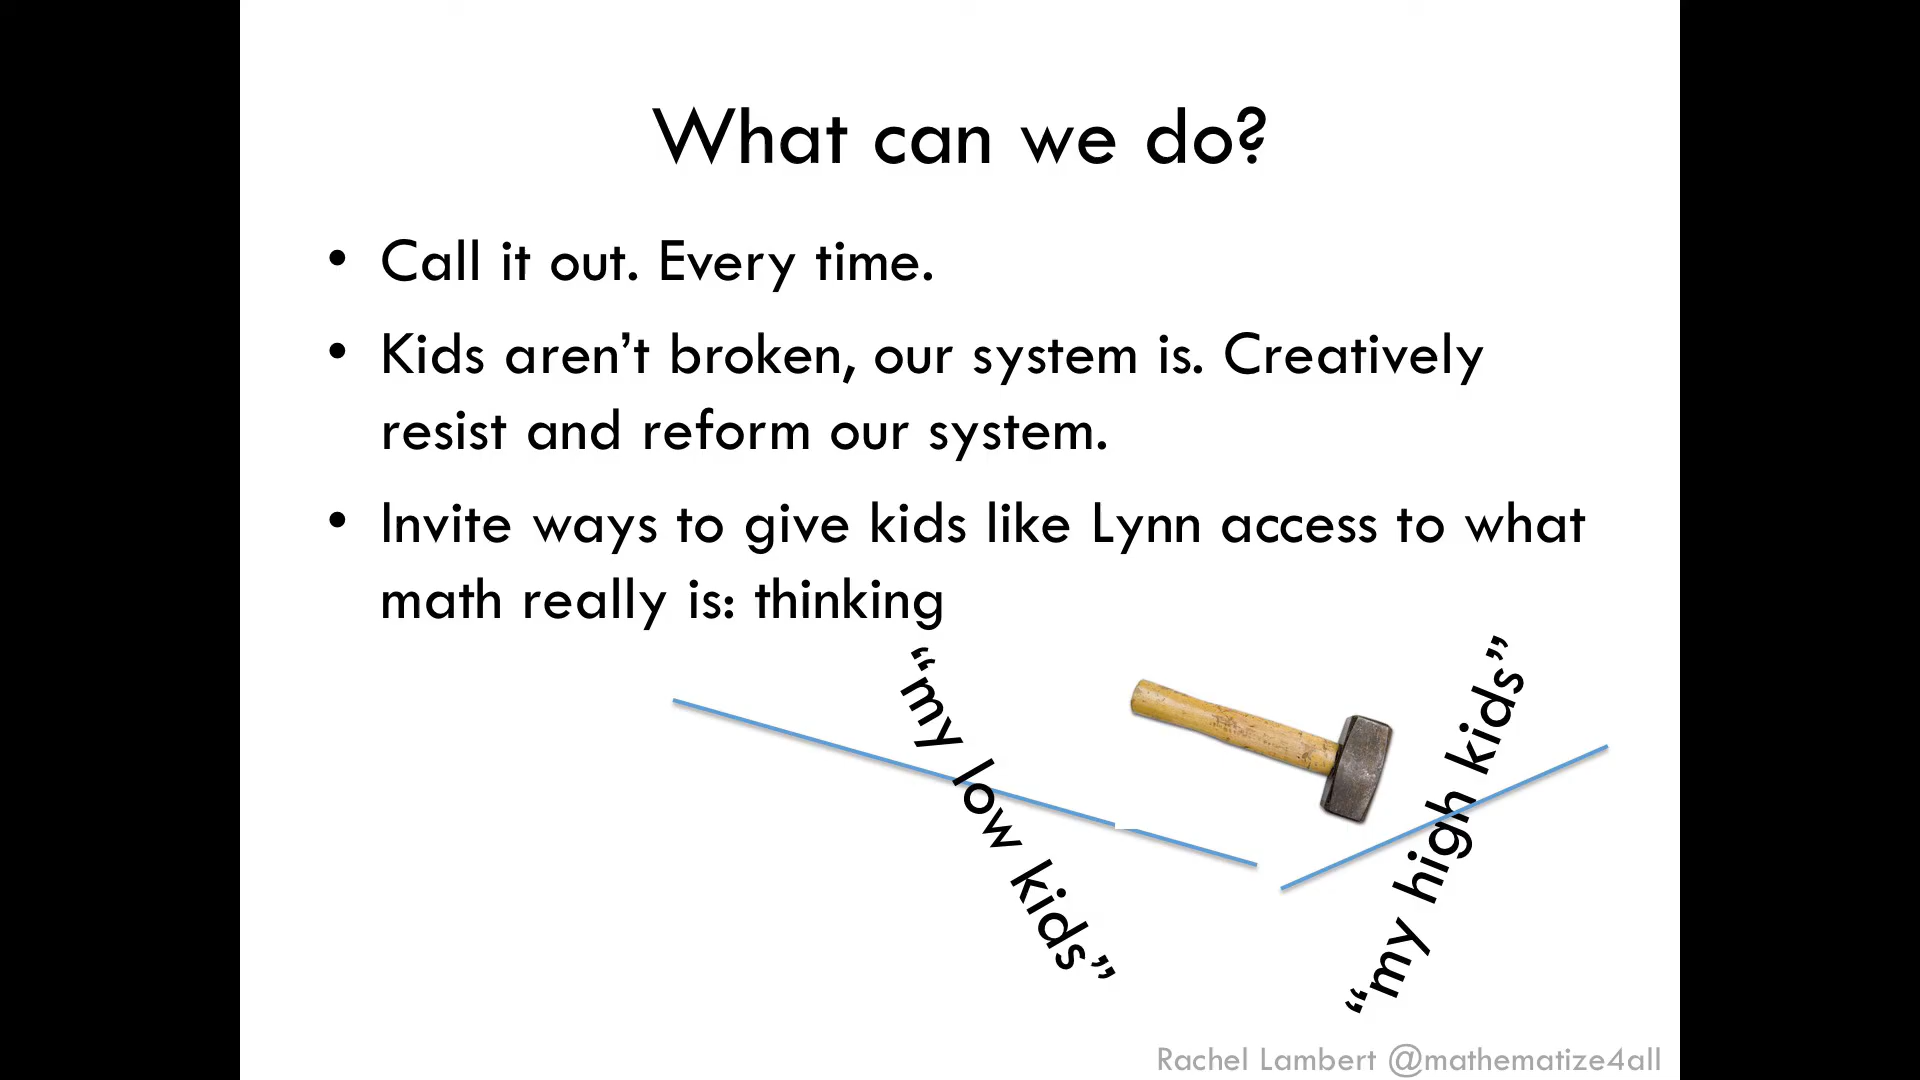 What can we do?
• Call it out. Every time.
• Kids aren’t broken, our system is. Creatively
resist and reform our system.
• Invite ways to give kids like Lynn access to what
math really is: thinking
“my low kids”
“my high kids”
Rachel Lambert @mathematize4all